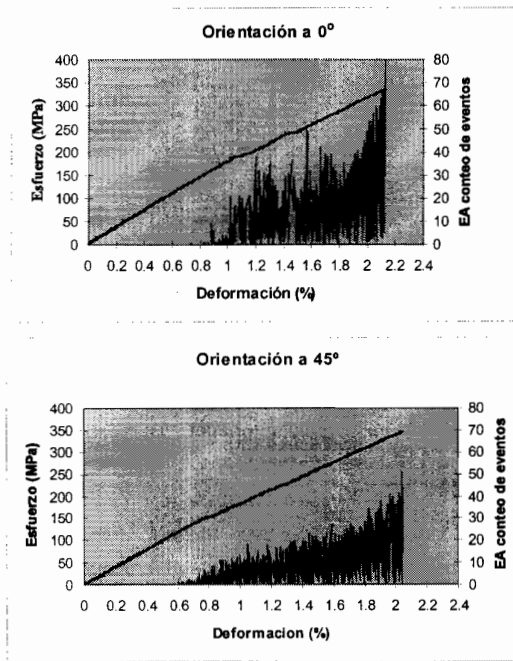 Orientación a 0º
400 350 300 250 200 150 100 50 0
Esfuerzo (MPa)
80 70 60 50 40 30 20 10 0
EA conteo de eventos
0 0.2 0.4 0.6 0.8 1 1.2 1.4 1.6 1.8 2 2.2 2.4
Deformación (%)
Orientación a 45º
400 350 300 250 200 150 100 50 0
Esfuerzo (MPa)
80 70 60 50 40 30 20 10 0
EA conteo de eventos
0 0.2 0.4 0.6 0.8 1 1.2 1.4 1.6 1.8 2 2.2 2.4
Deformacion (%)